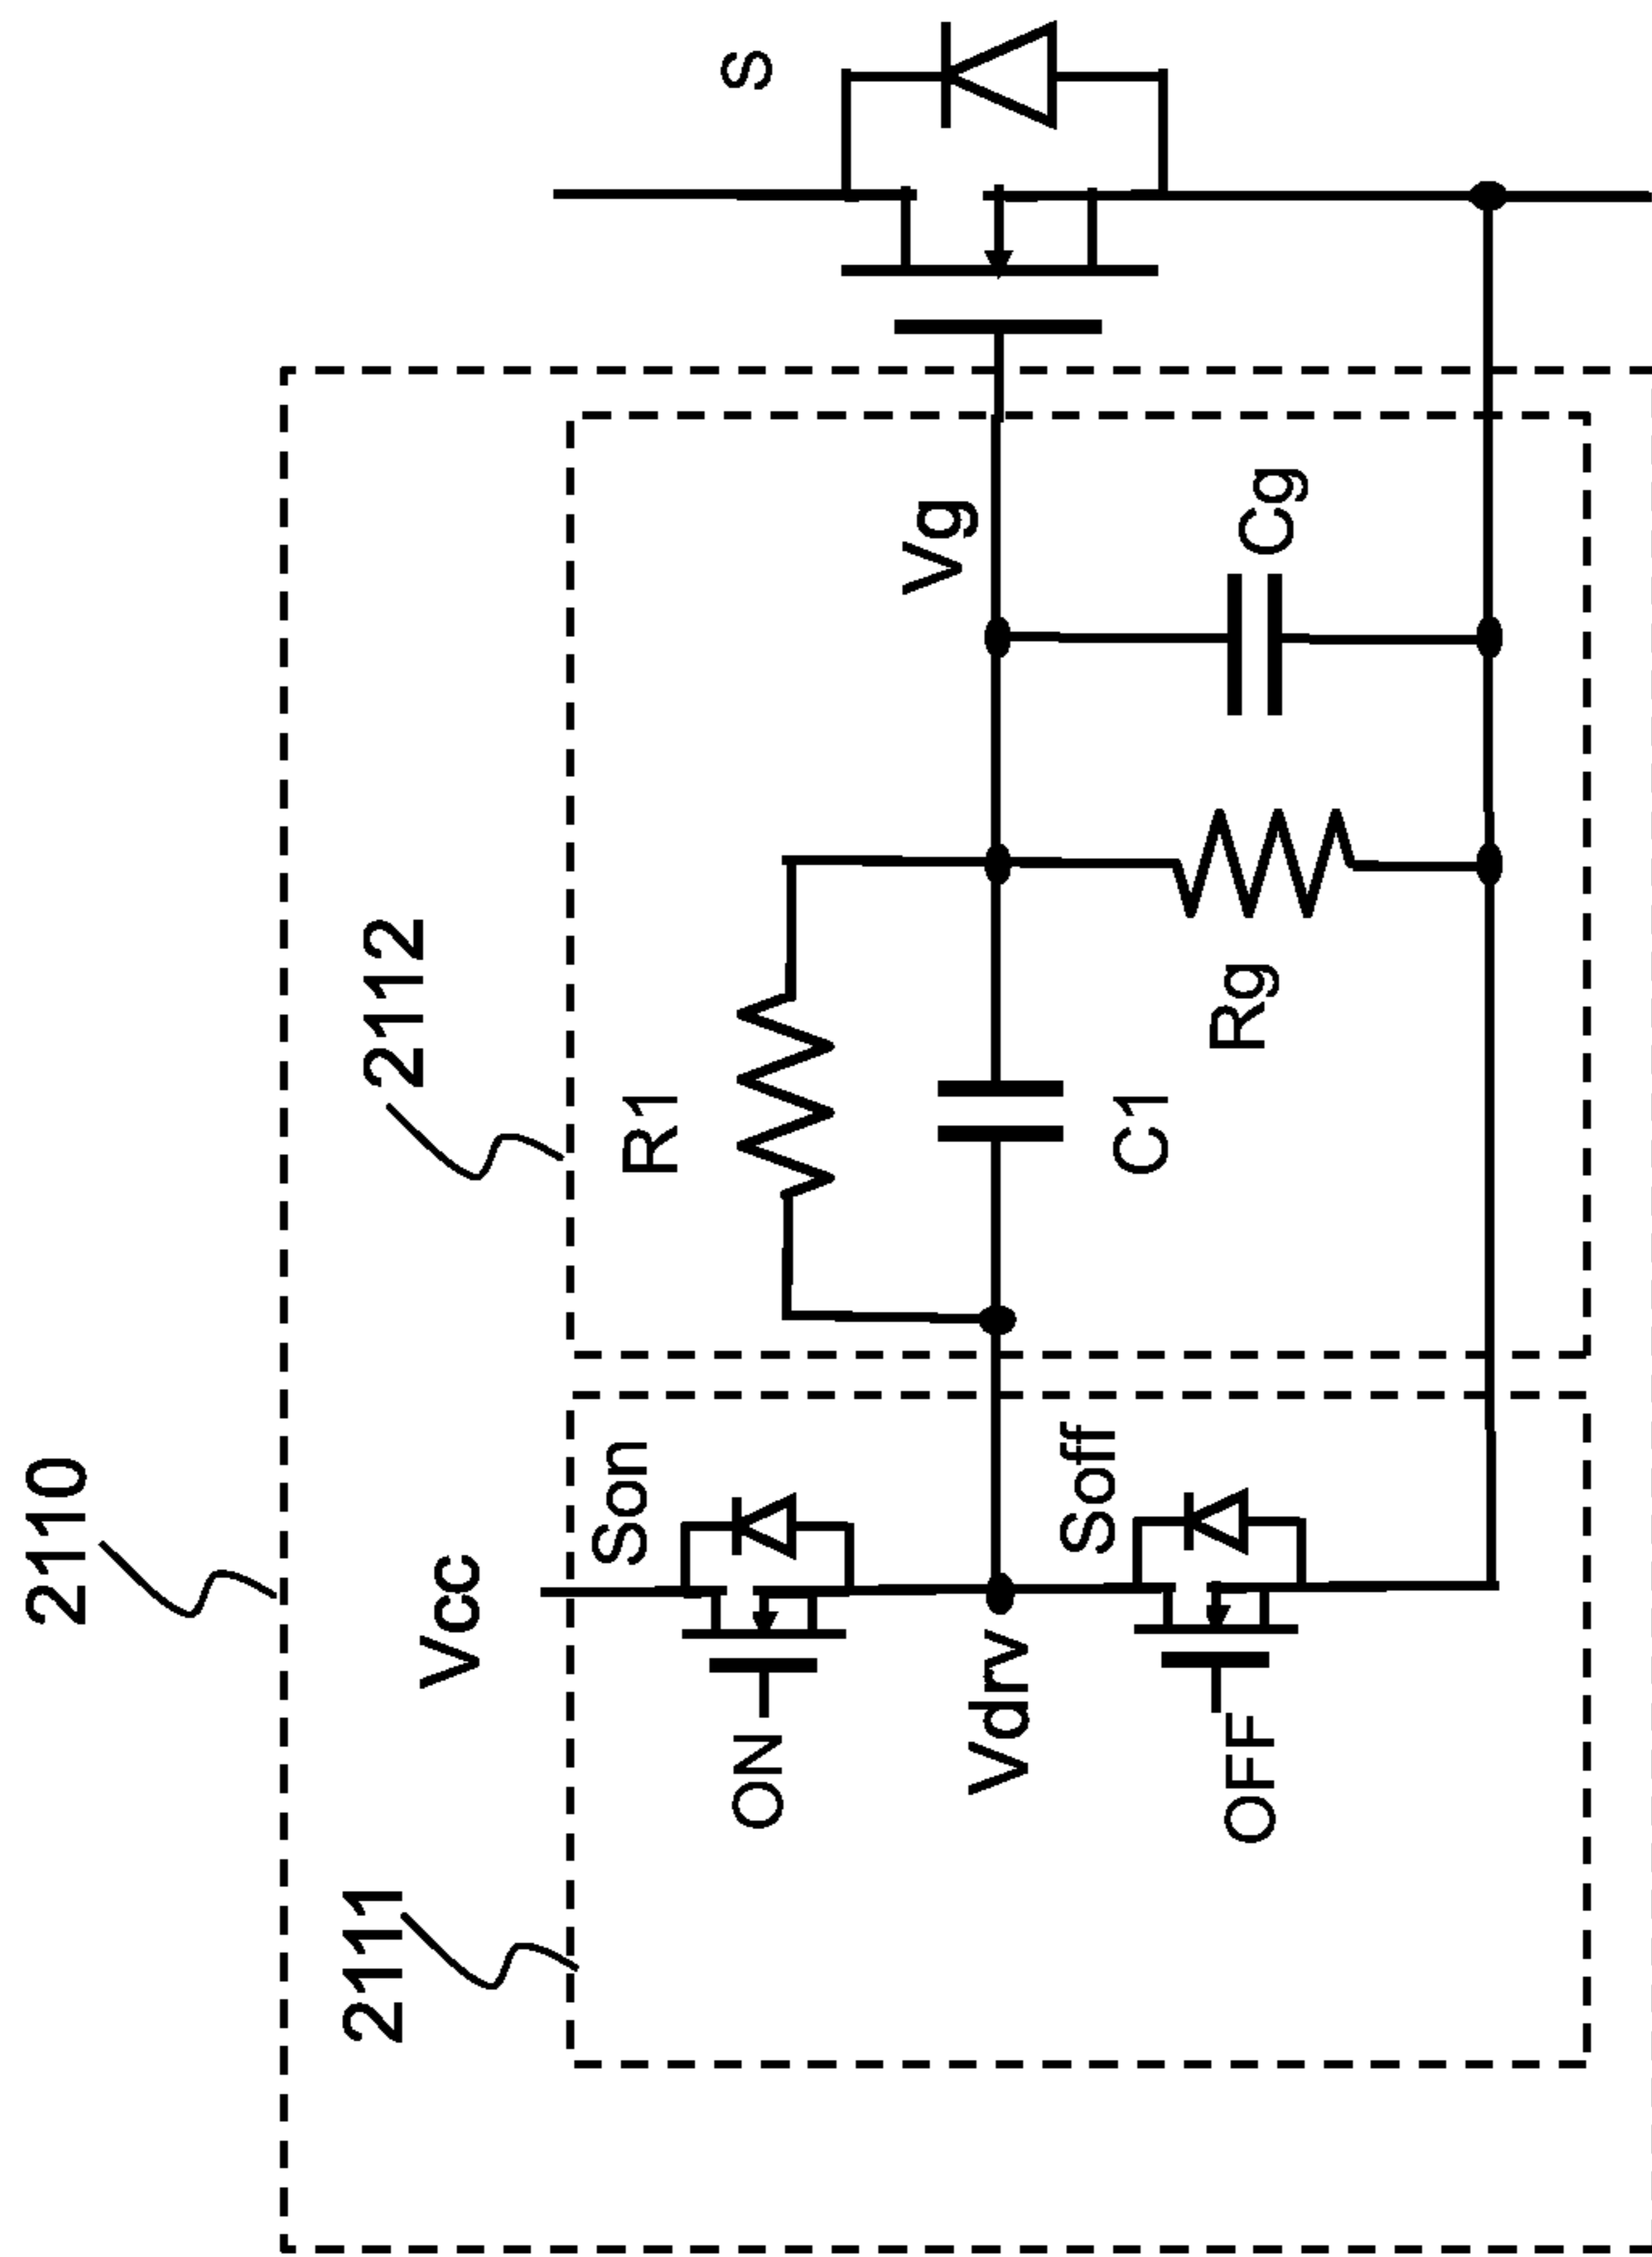 2110
2111
2112
Vcc
Son
ON
Vdrv
Soff
OFF
R1
C1
Rg
Vg
Cg
S